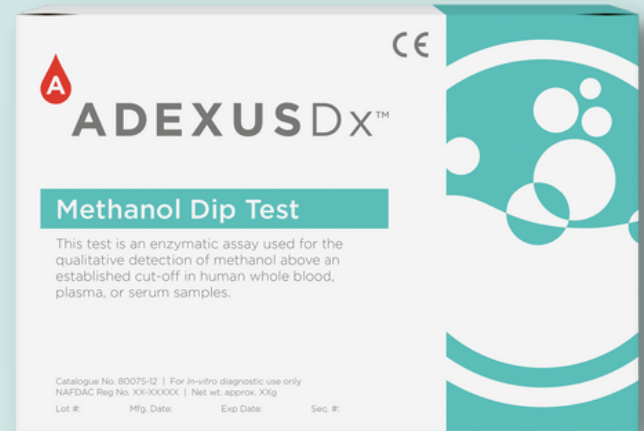 CE
A
ADEXUSDx™
Methanol Dip Test
This test is an enzymatic assay used for the
qualitative detection of methanol above an
established cut-off in human whole blood,
plasma, or serum samples.
Catalogue No. 80075-12 | For In-vitro diagnostic use only
NAFDAC Reg No. XX-XXXXX | Net wt. approx. XXg
Lot #: Mfg. Date: Exp Date: Sec. #: